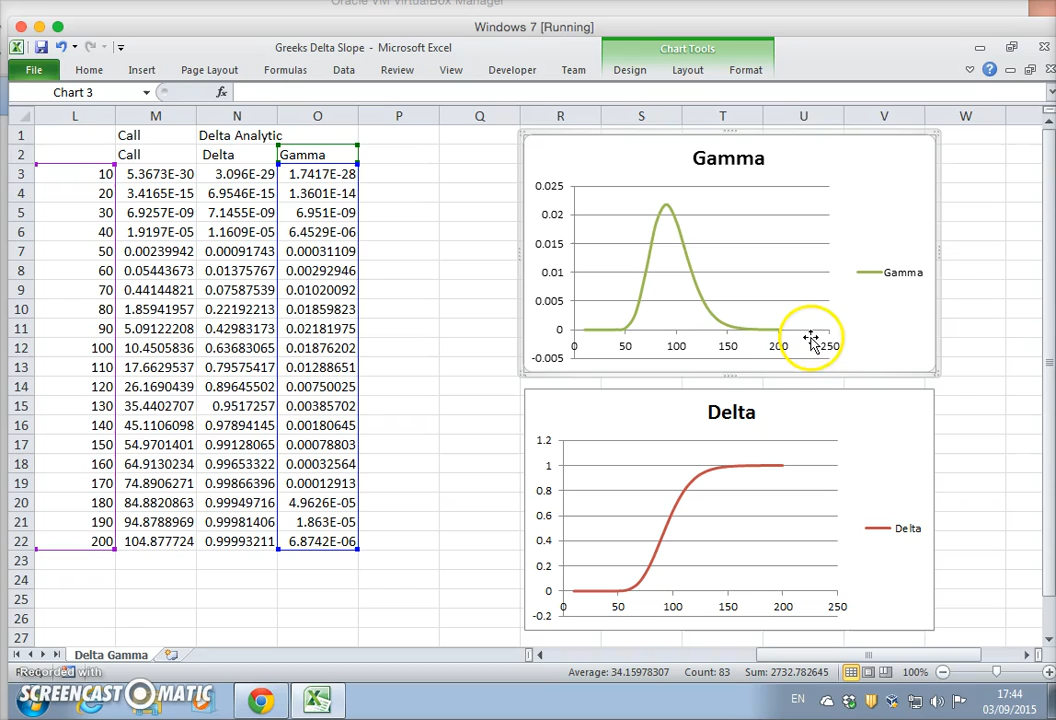 Oracle VM VirtualBox Manager
Windows 7 [Running]
Greeks Delta Slope - Microsoft Excel
Chart Tools
File Home Insert Page Layout Formulas Data Review View Developer Team Design Layout Format
Chart 3 fx
L M N O P Q R S T U V W
1 Call Delta Analytic
2 Call Delta Gamma
3 10 5.3673E-30 3.096E-29 1.7417E-28
4 20 3.4165E-15 6.9546E-15 1.3601E-14
5 30 6.9257E-09 7.1455E-09 6.951E-09
6 40 1.9197E-05 1.1609E-05 6.4529E-06
7 50 0.00239942 0.00091743 0.00031109
8 60 0.05443673 0.01375767 0.00292946
9 70 0.44144821 0.07587539 0.01020092
10 80 1.85941957 0.22192213 0.01859823
11 90 5.09122208 0.42983173 0.02181975
12 100 10.4505836 0.63683065 0.01876202
13 110 17.6629537 0.79575417 0.01288651
14 120 26.1690439 0.89645502 0.00750025
15 130 35.4402707 0.9517257 0.00385702
16 140 45.1106098 0.97894145 0.00180645
17 150 54.9701401 0.99128065 0.00078803
18 160 64.9130234 0.99653322 0.00032564
19 170 74.8906271 0.99866396 0.00012913
20 180 84.8820863 0.99949716 4.9626E-05
21 190 94.8788969 0.99981406 1.863E-05
22 200 104.877724 0.99993211 6.8742E-06
23
24
25
26
27
Gamma
0.025
0.02
0.015
0.01
0.005
0
-0.005
0 50 100 150 200 250
Gamma
Delta
1.2
1
0.8
0.6
0.4
0.2
0
-0.2
0 50 100 150 200 250
Delta
Delta Gamma
Average: 34.15978307 Count: 83 Sum: 2732.782645 100%
Recorded with
SCREENCAST-O-MATIC
EN
17:44
03/09/2015